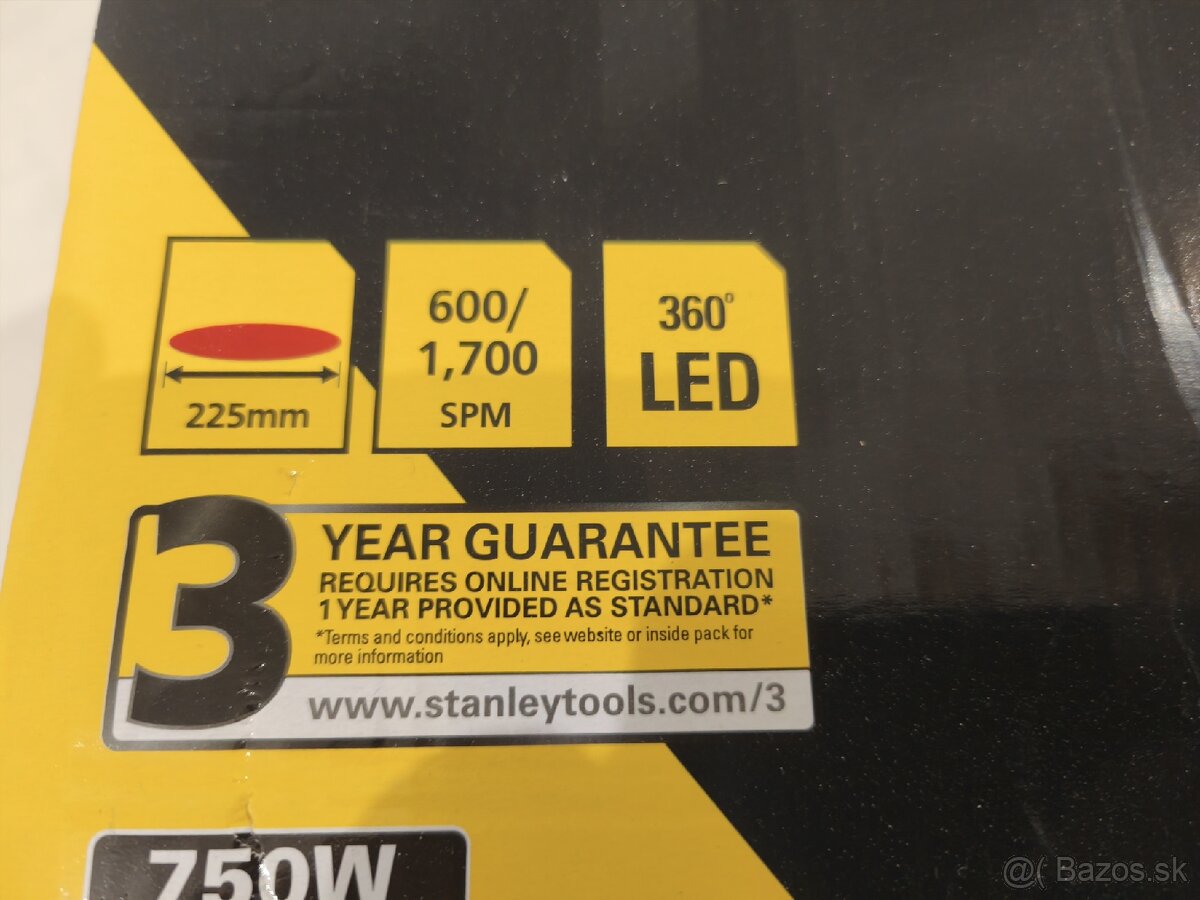 225mm
600/
1,700
SPM
360°
LED
3
YEAR GUARANTEE
REQUIRES ONLINE REGISTRATION
1 YEAR PROVIDED AS STANDARD*
*Terms and conditions apply, see website or inside pack for
more information
www.stanleytools.com/3
750W
@( Bazos.sk